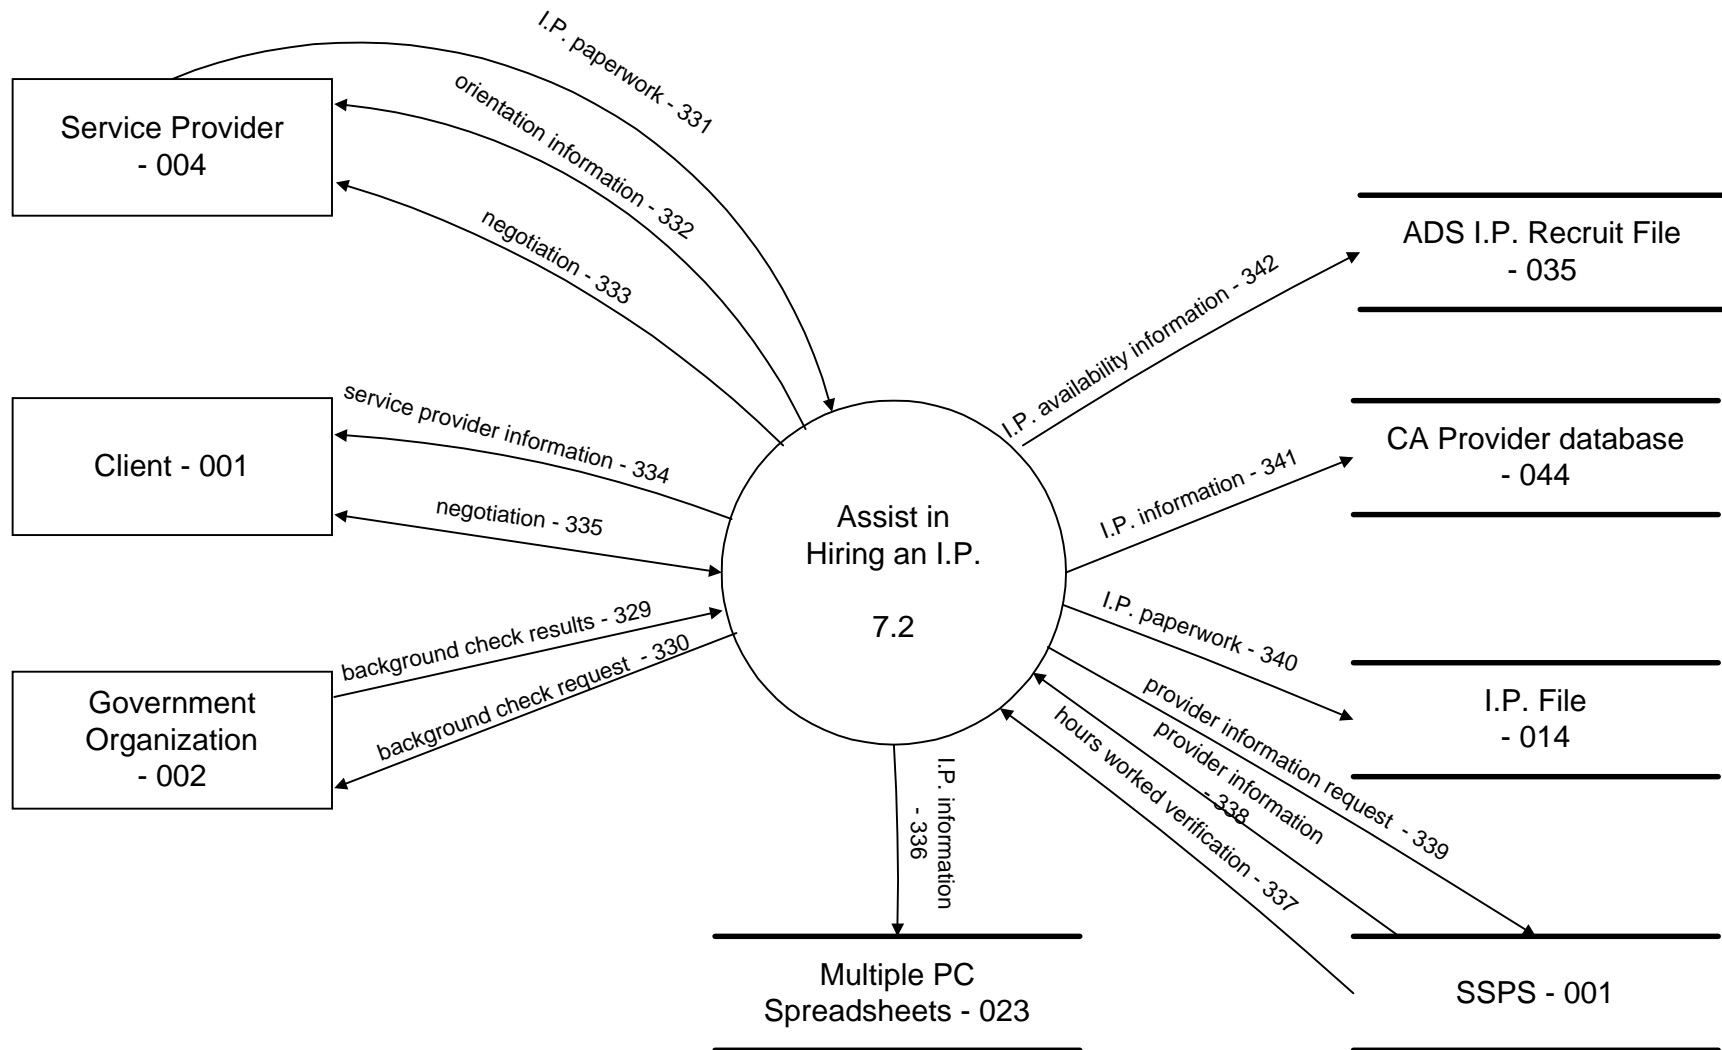 I.P. paperwork - 331
orientation information - 332
negotiation - 333
Service Provider
- 004
service provider information - 334
negotiation - 335
Client - 001
background check results - 329
background check request - 330
Government
Organization
- 002
Assist in
Hiring an I.P.
7.2
I.P. availability information - 342
ADS I.P. Recruit File
- 035
I.P. information - 341
CA Provider database
- 044
I.P. paperwork - 340
I.P. File
- 014
provider information request - 339
provider information
- 338
hours worked verification - 337
SSPS - 001
I.P. information
- 336
Multiple PC
Spreadsheets - 023